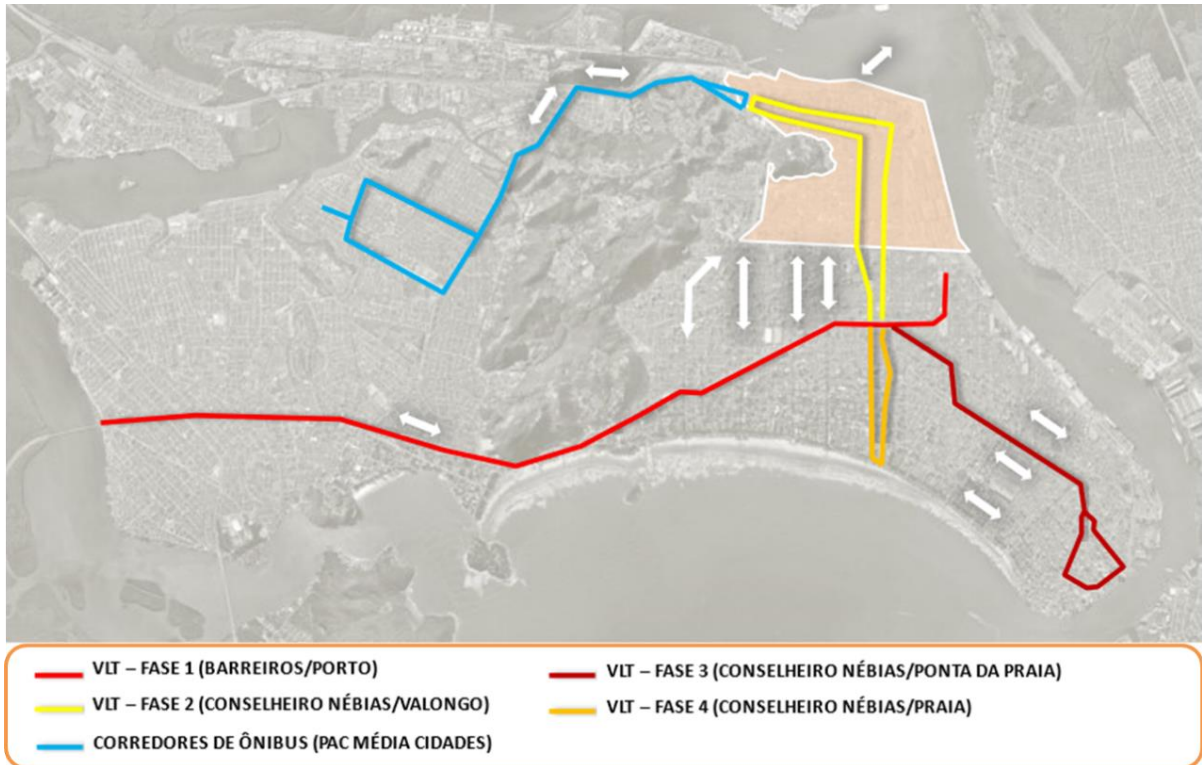 VLT – FASE 1 (BARREIROS/PORTO)
VLT – FASE 2 (CONSELHEIRO NÉBIAS/VALONGO)
CORREDORES DE ÔNIBUS (PAC MÉDIA CIDADES)
VLT – FASE 3 (CONSELHEIRO NÉBIAS/PONTA DA PRAIA)
VLT – FASE 4 (CONSELHEIRO NÉBIAS/PRAIA)